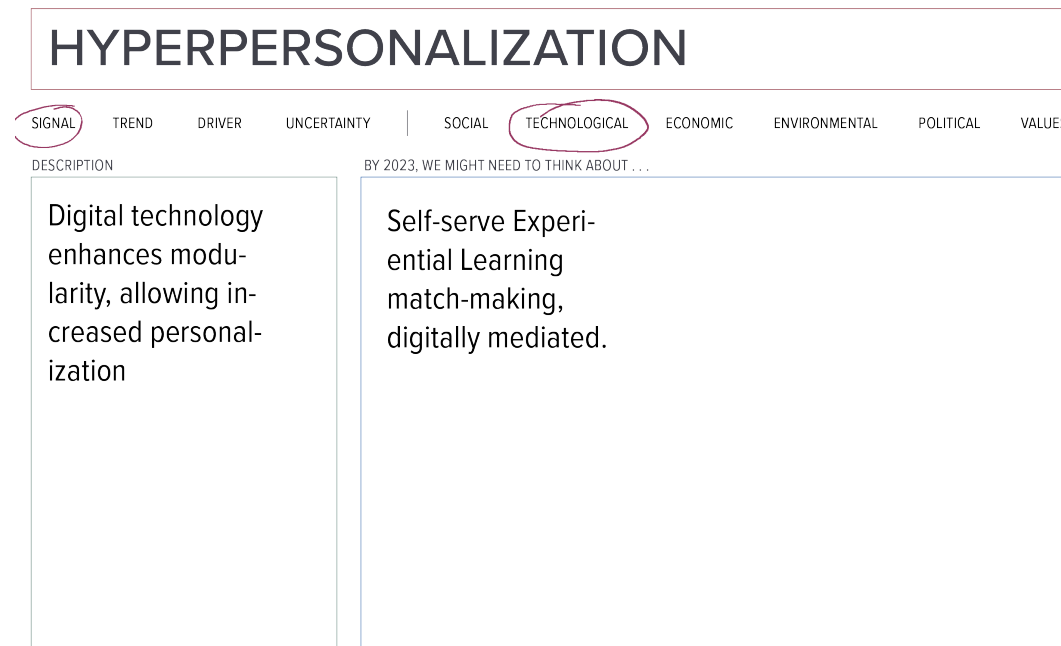 HYPERPERSONALIZATION
SIGNAL TREND DRIVER UNCERTAINTY | SOCIAL TECHNOLOGICAL ECONOMIC ENVIRONMENTAL POLITICAL VALUE
DESCRIPTION
Digital technology
enhances modu-
larity, allowing in-
creased personal-
ization
BY 2023, WE MIGHT NEED TO THINK ABOUT . . .
Self-serve Experi-
ential Learning
match-making,
digitally mediated.